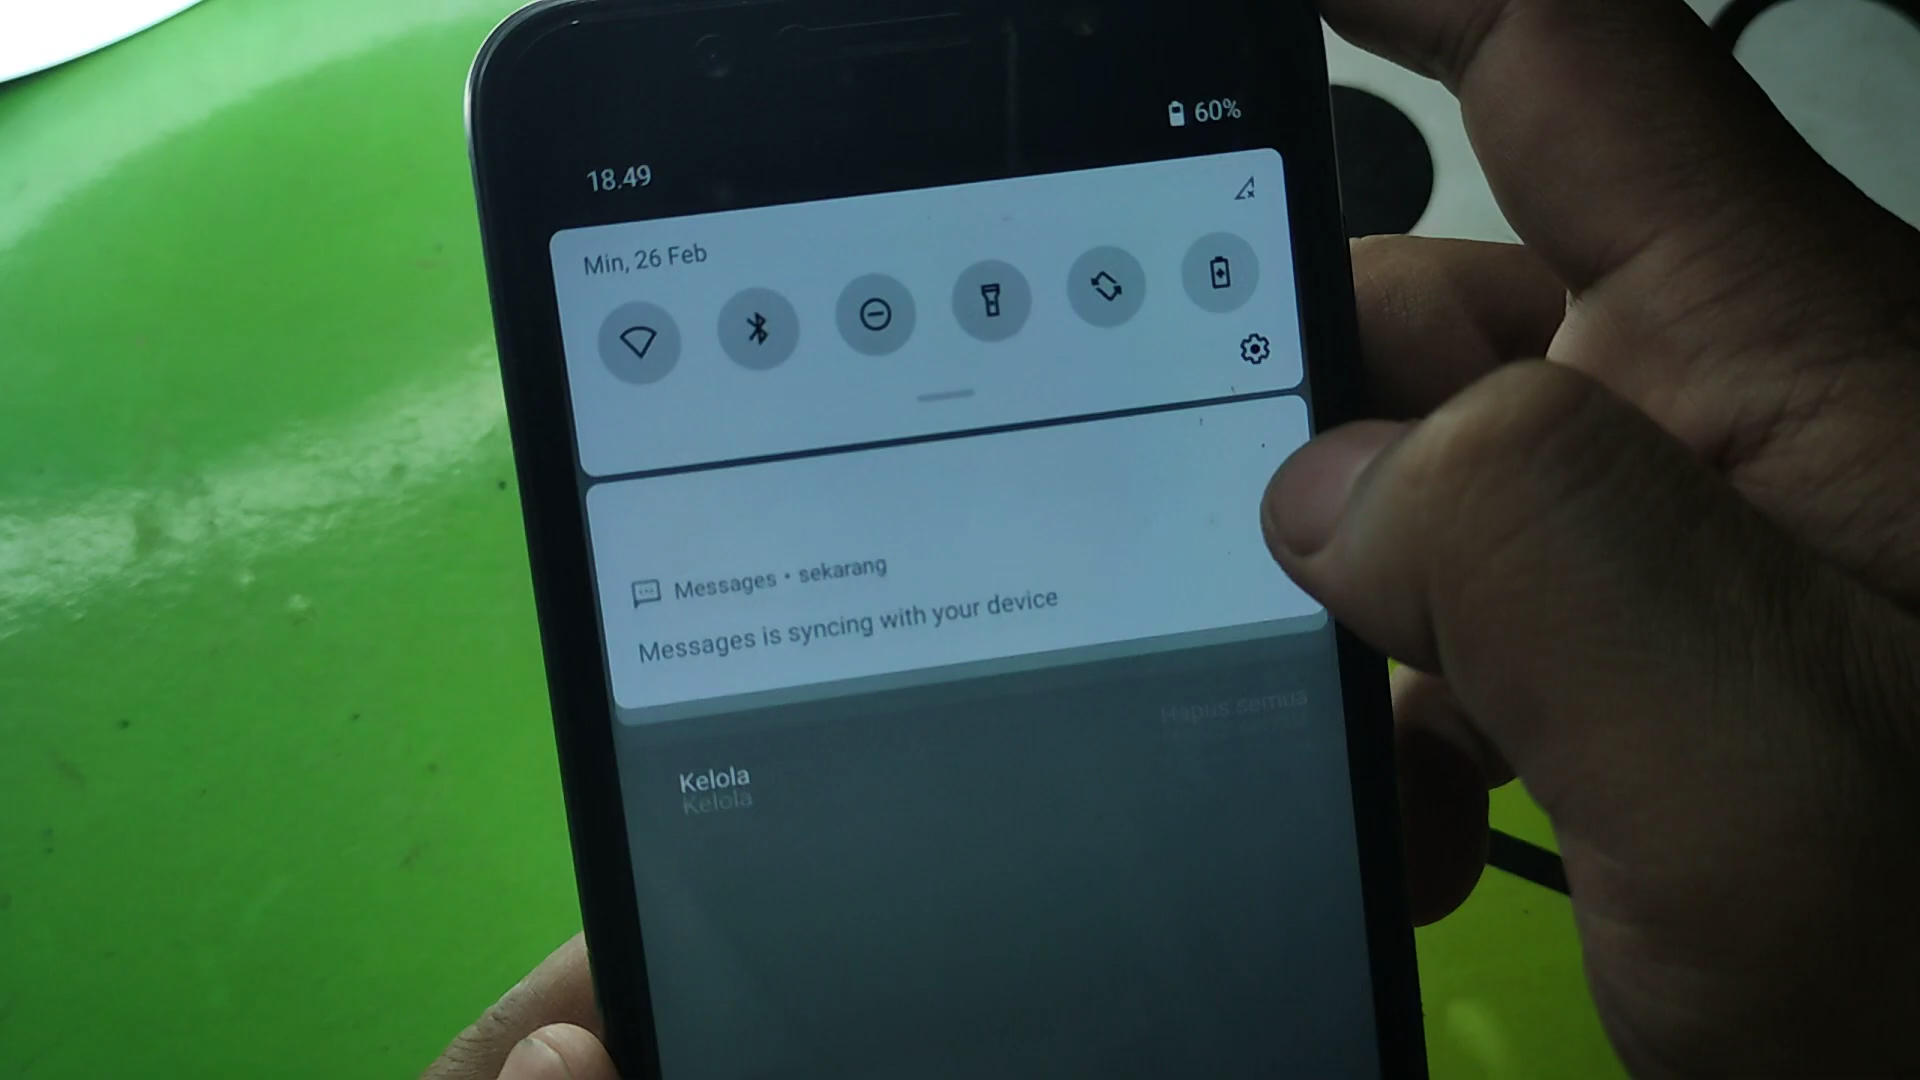 60%
18.49
Min, 26 Feb
Messages • sekarang
Messages is syncing with your device
Hapus semua
Kelola
Kelola